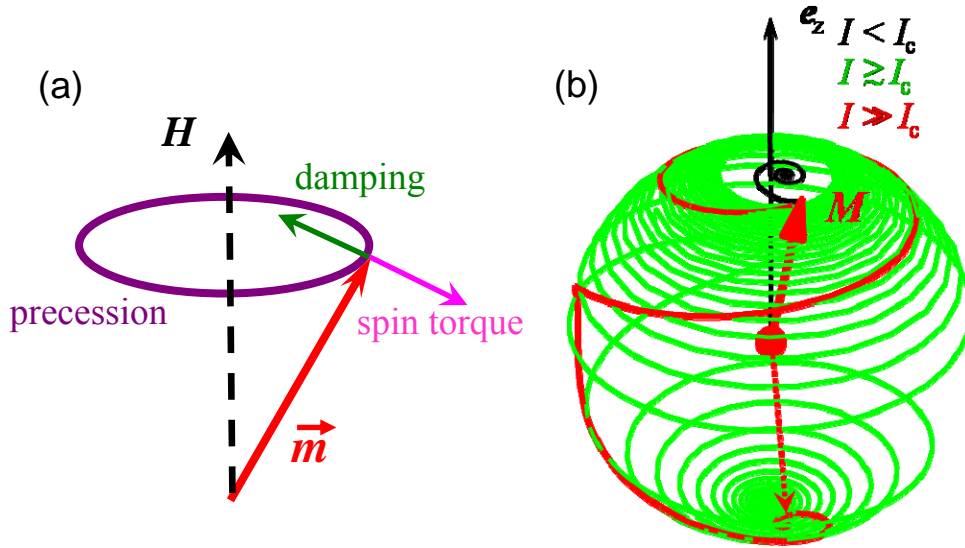 (a)
H
damping
precession
spin torque
m
(b)
e_z
I < I_c
I ≳ I_c
I ≫ I_c
M